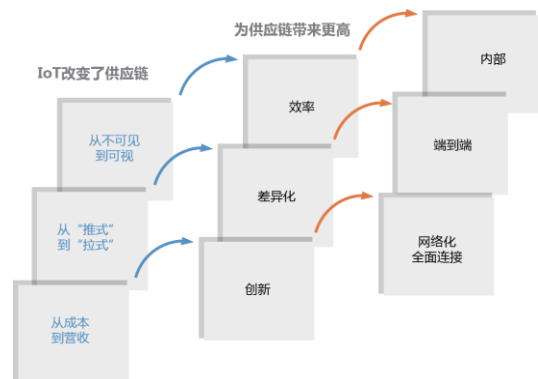 为供应链带来更高
IoT改变了供应链
从不可见
到可视
从“推式”
到“拉式”
从成本
到营收
效率
差异化
创新
内部
端到端
网络化
全面连接